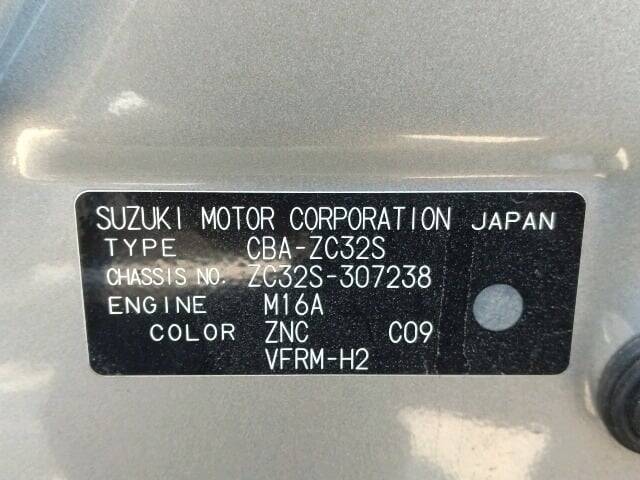 SUZUKI MOTOR CORPORATION JAPAN
TYPE CBA-ZC32S
CHASSIS NO. ZC32S-307238
ENGINE M16A
COLOR ZNC C09
VFRM-H2